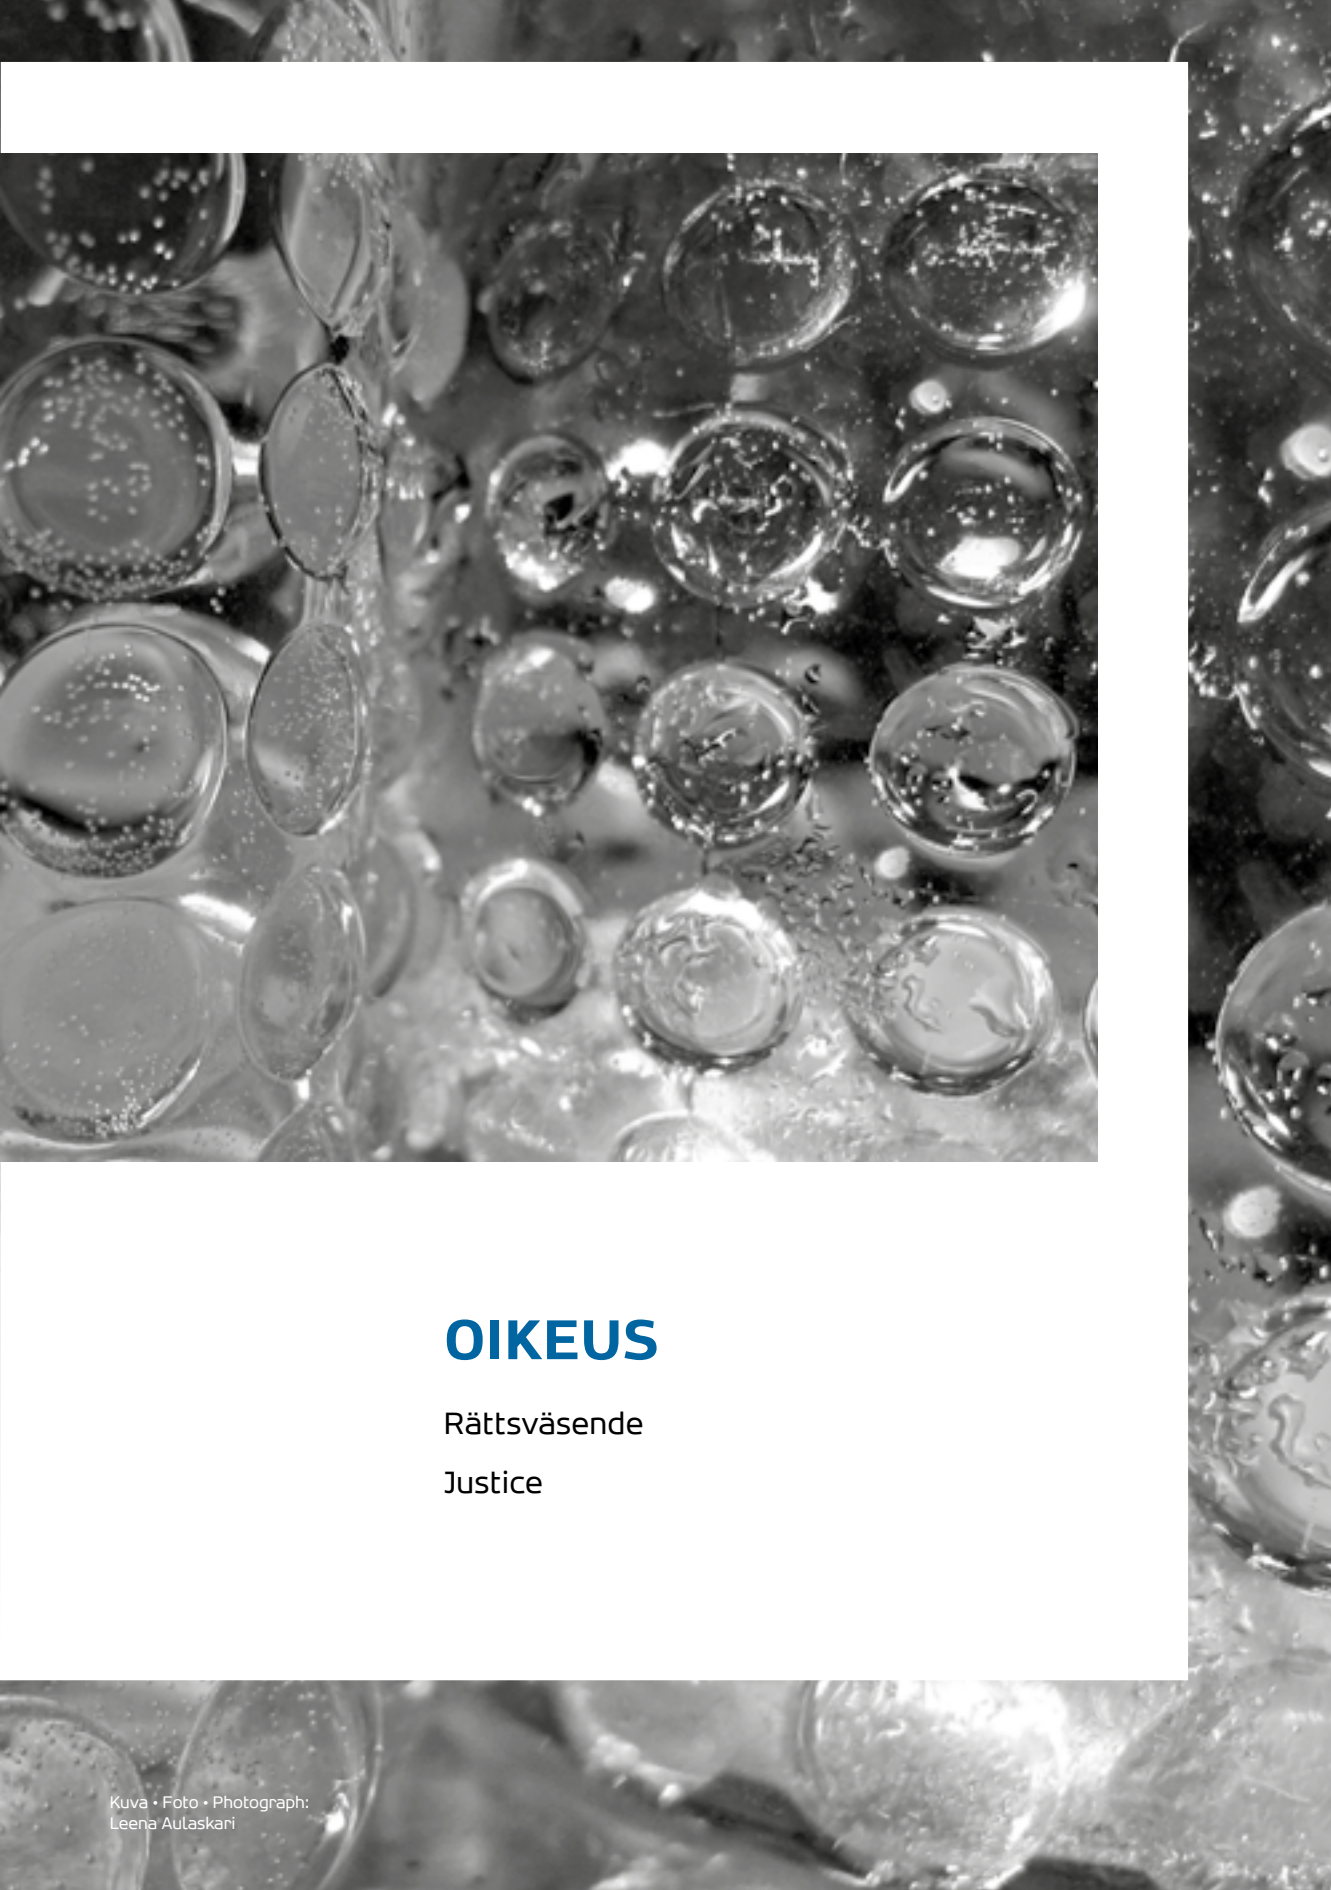 OIKEUS
Rättsväsende
Justice
Kuva • Foto • Photograph:
Leena Aulaskari